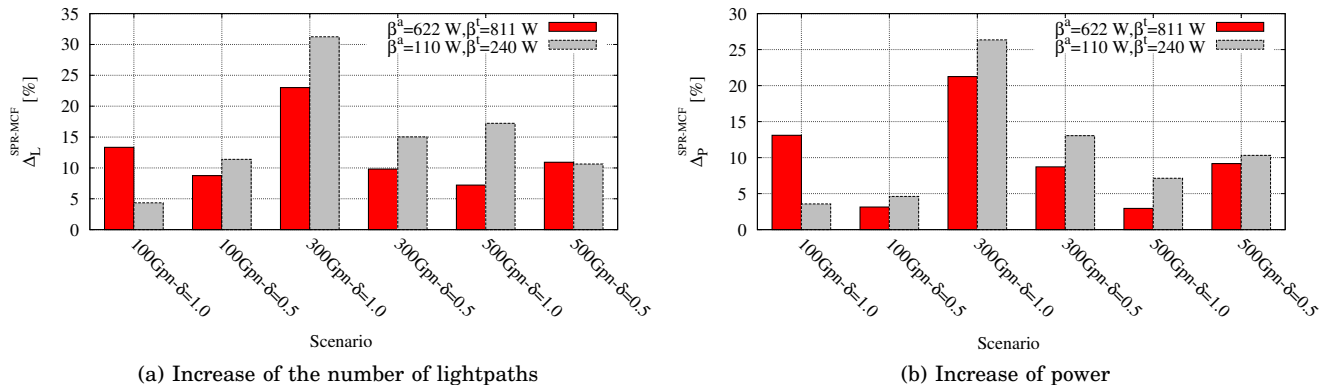 35
30
25
20
15
10
5
0
Δ_L^SPR-MCF [%]
β^a=622 W,β^t=811 W
β^a=110 W,β^t=240 W
100Gpn-δ=1.0
100Gpn-δ=0.5
300Gpn-δ=1.0
300Gpn-δ=0.5
500Gpn-δ=1.0
500Gpn-δ=0.5
Scenario
(a) Increase of the number of lightpaths
30
25
20
15
10
5
0
Δ_P^SPR-MCF [%]
β^a=622 W,β^t=811 W
β^a=110 W,β^t=240 W
100Gpn-δ=1.0
100Gpn-δ=0.5
300Gpn-δ=1.0
300Gpn-δ=0.5
500Gpn-δ=1.0
500Gpn-δ=0.5
Scenario
(b) Increase of power